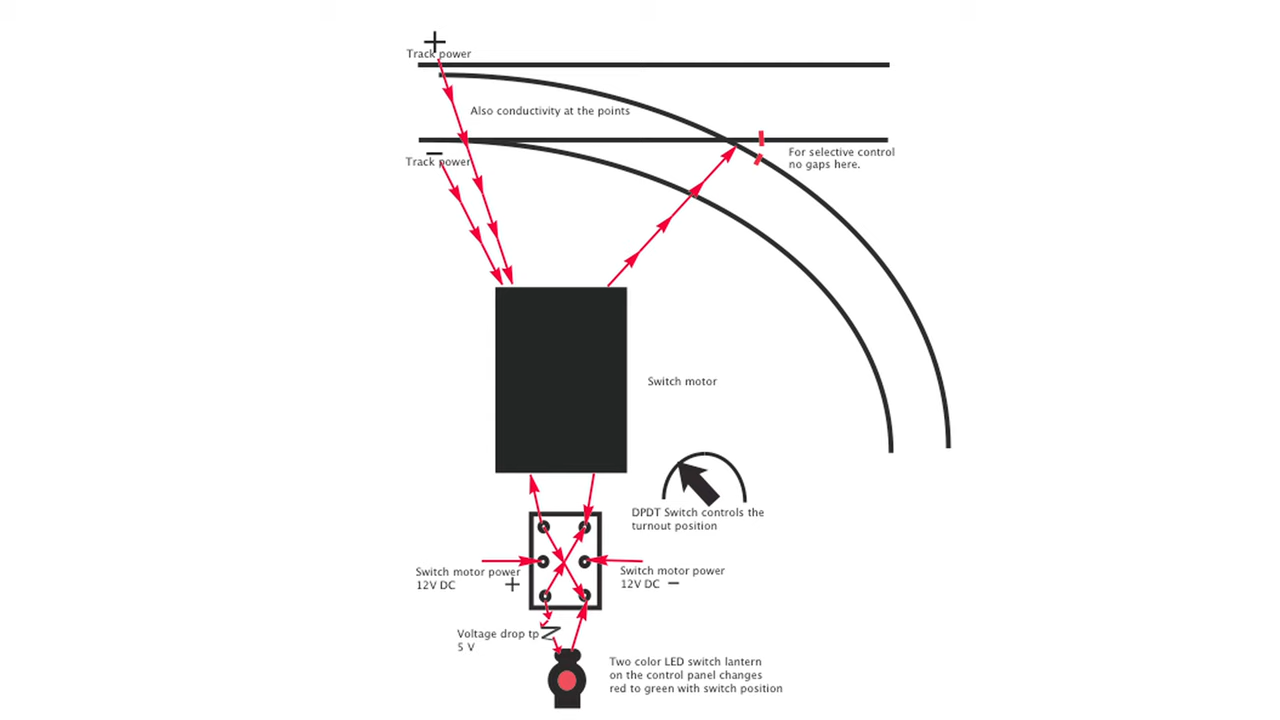 +
Track power
Also conductivity at the points
−
Track power
For selective control
no gaps here.
Switch motor
DPDT Switch controls the
turnout position
Switch motor power
12V DC +
Switch motor power
12V DC −
Voltage drop tp
5 V
Two color LED switch lantern
on the control panel changes
red to green with switch position